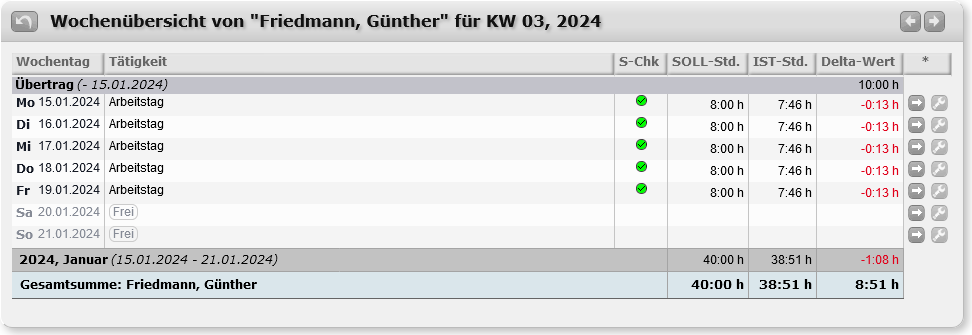 Wochenübersicht von "Friedmann, Günther" für KW 03, 2024
Wochentag Tätigkeit S-Chk SOLL-Std. IST-Std. Delta-Wert *
Übertrag (- 15.01.2024) 10:00 h
Mo 15.01.2024 Arbeitstag 8:00 h 7:46 h -0:13 h
Di 16.01.2024 Arbeitstag 8:00 h 7:46 h -0:13 h
Mi 17.01.2024 Arbeitstag 8:00 h 7:46 h -0:13 h
Do 18.01.2024 Arbeitstag 8:00 h 7:46 h -0:13 h
Fr 19.01.2024 Arbeitstag 8:00 h 7:46 h -0:13 h
Sa 20.01.2024 Frei
So 21.01.2024 Frei
2024, Januar (15.01.2024 - 21.01.2024) 40:00 h 38:51 h -1:08 h
Gesamtsumme: Friedmann, Günther 40:00 h 38:51 h 8:51 h